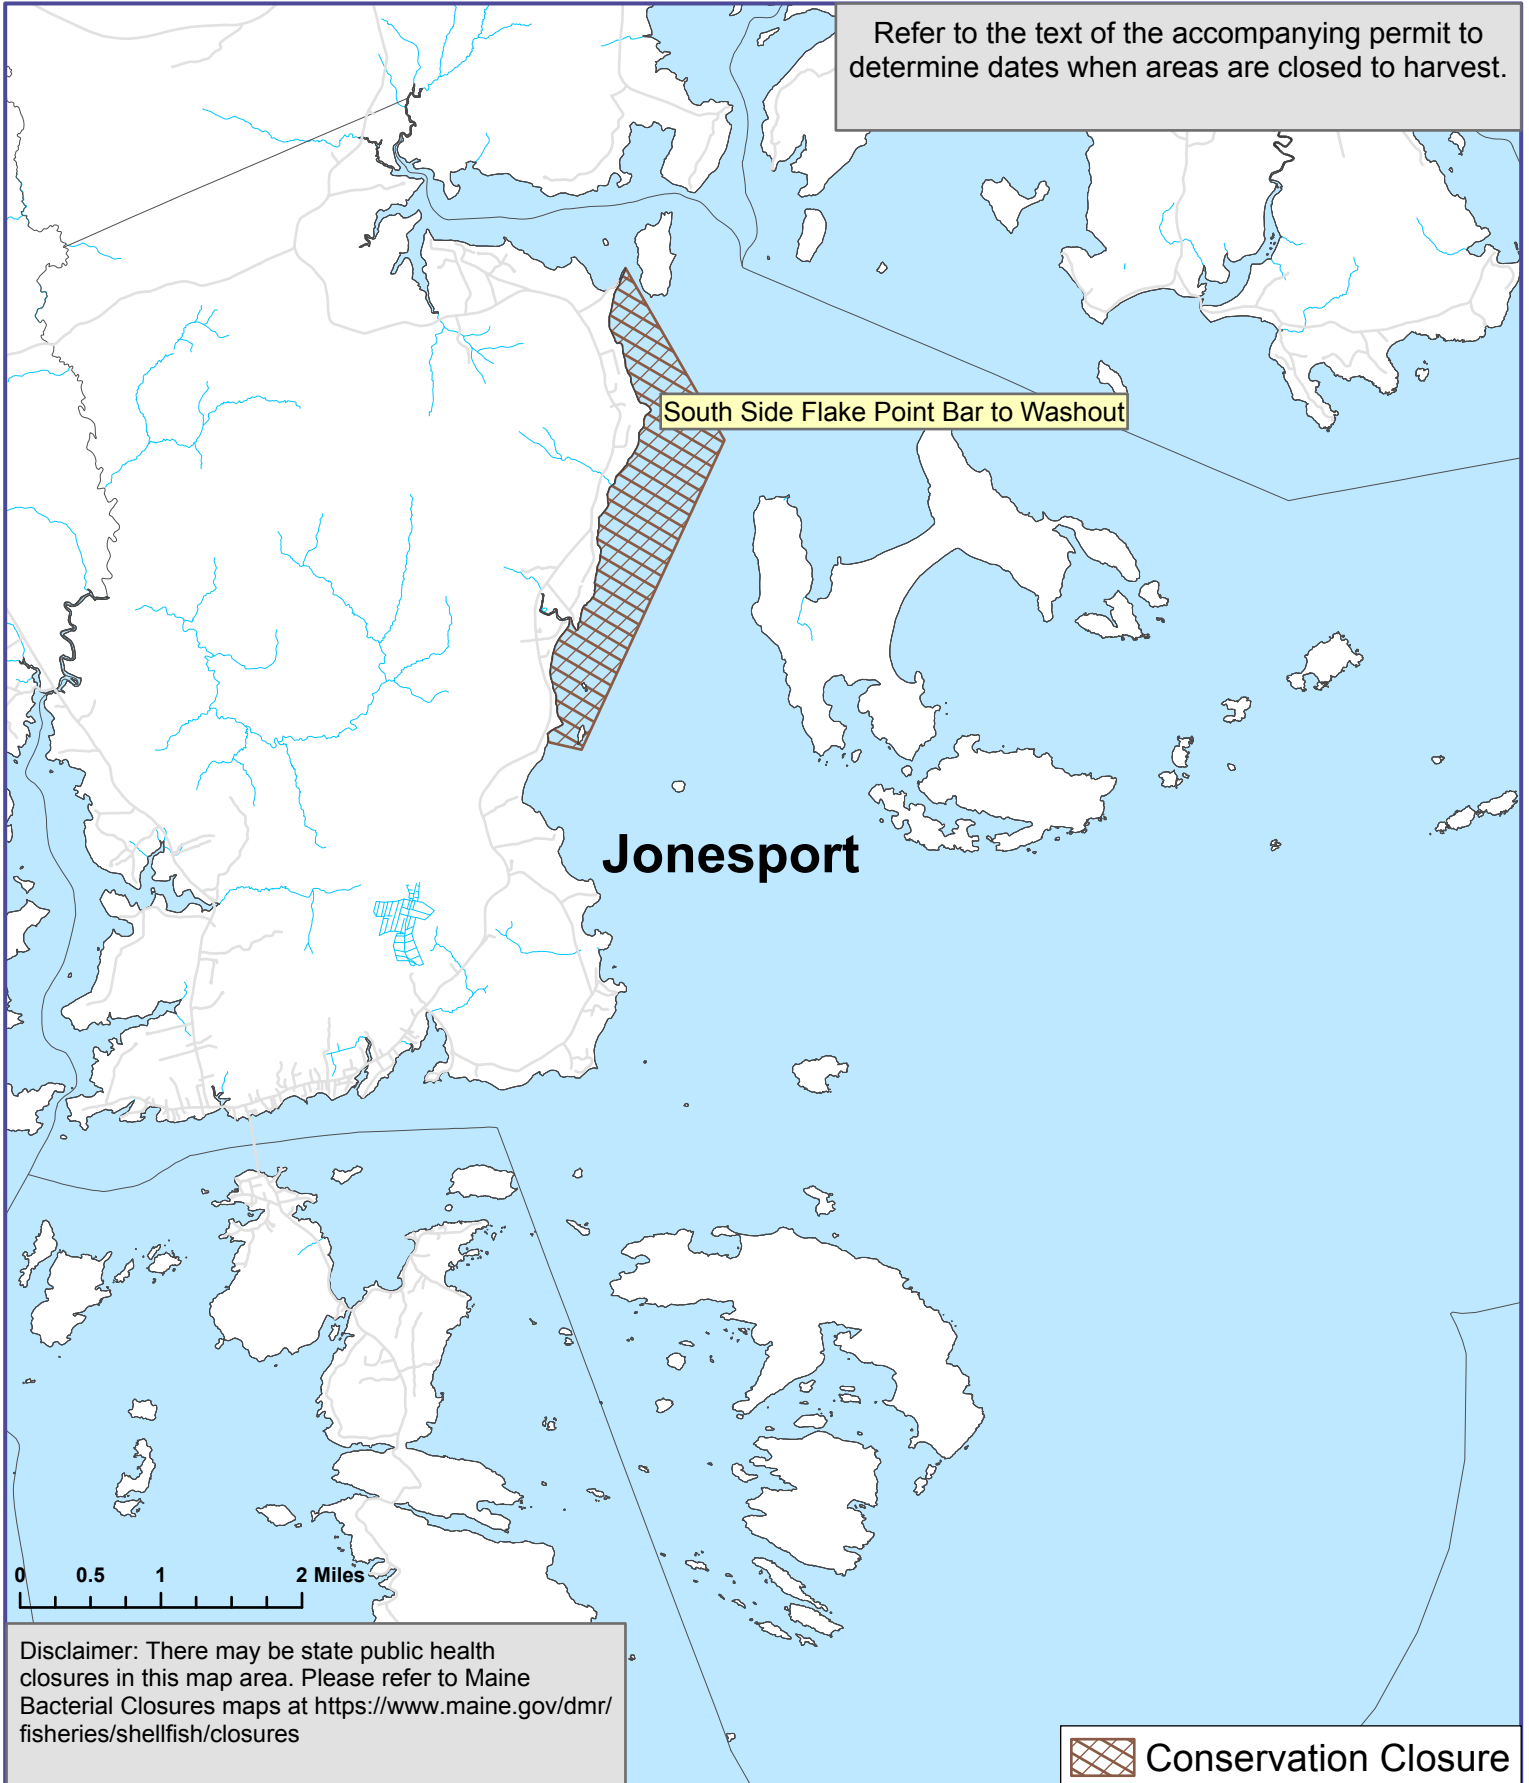 Refer to the text of the accompanying permit to
determine dates when areas are closed to harvest.
South Side Flake Point Bar to Washout
Jonesport
0 0.5 1 2 Miles
Disclaimer: There may be state public health
closures in this map area. Please refer to Maine
Bacterial Closures maps at https://www.maine.gov/dmr/
fisheries/shellfish/closures
Conservation Closure